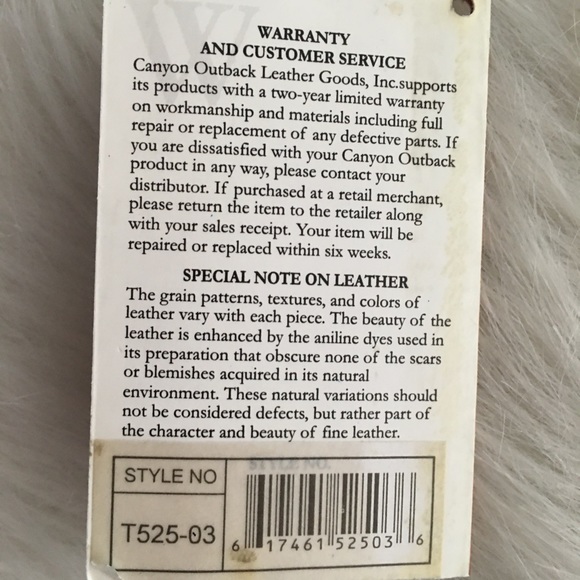 WARRANTY
AND CUSTOMER SERVICE
Canyon Outback Leather Goods, Inc.supports
its products with a two-year limited warranty
on workmanship and materials including full
repair or replacement of any defective parts. If
you are dissatisfied with your Canyon Outback
product in any way, please contact your
distributor. If purchased at a retail merchant,
please return the item to the retailer along
with your sales receipt. Your item will be
repaired or replaced within six weeks.
SPECIAL NOTE ON LEATHER
The grain patterns, textures, and colors of
leather vary with each piece. The beauty of the
leather is enhanced by the aniline dyes used in
its preparation that obscure none of the scars
or blemishes acquired in its natural
environment. These natural variations should
not be considered defects, but rather part of
the character and beauty of fine leather.
STYLE NO.
STYLE NO
T525-03
6 17461 52503 6